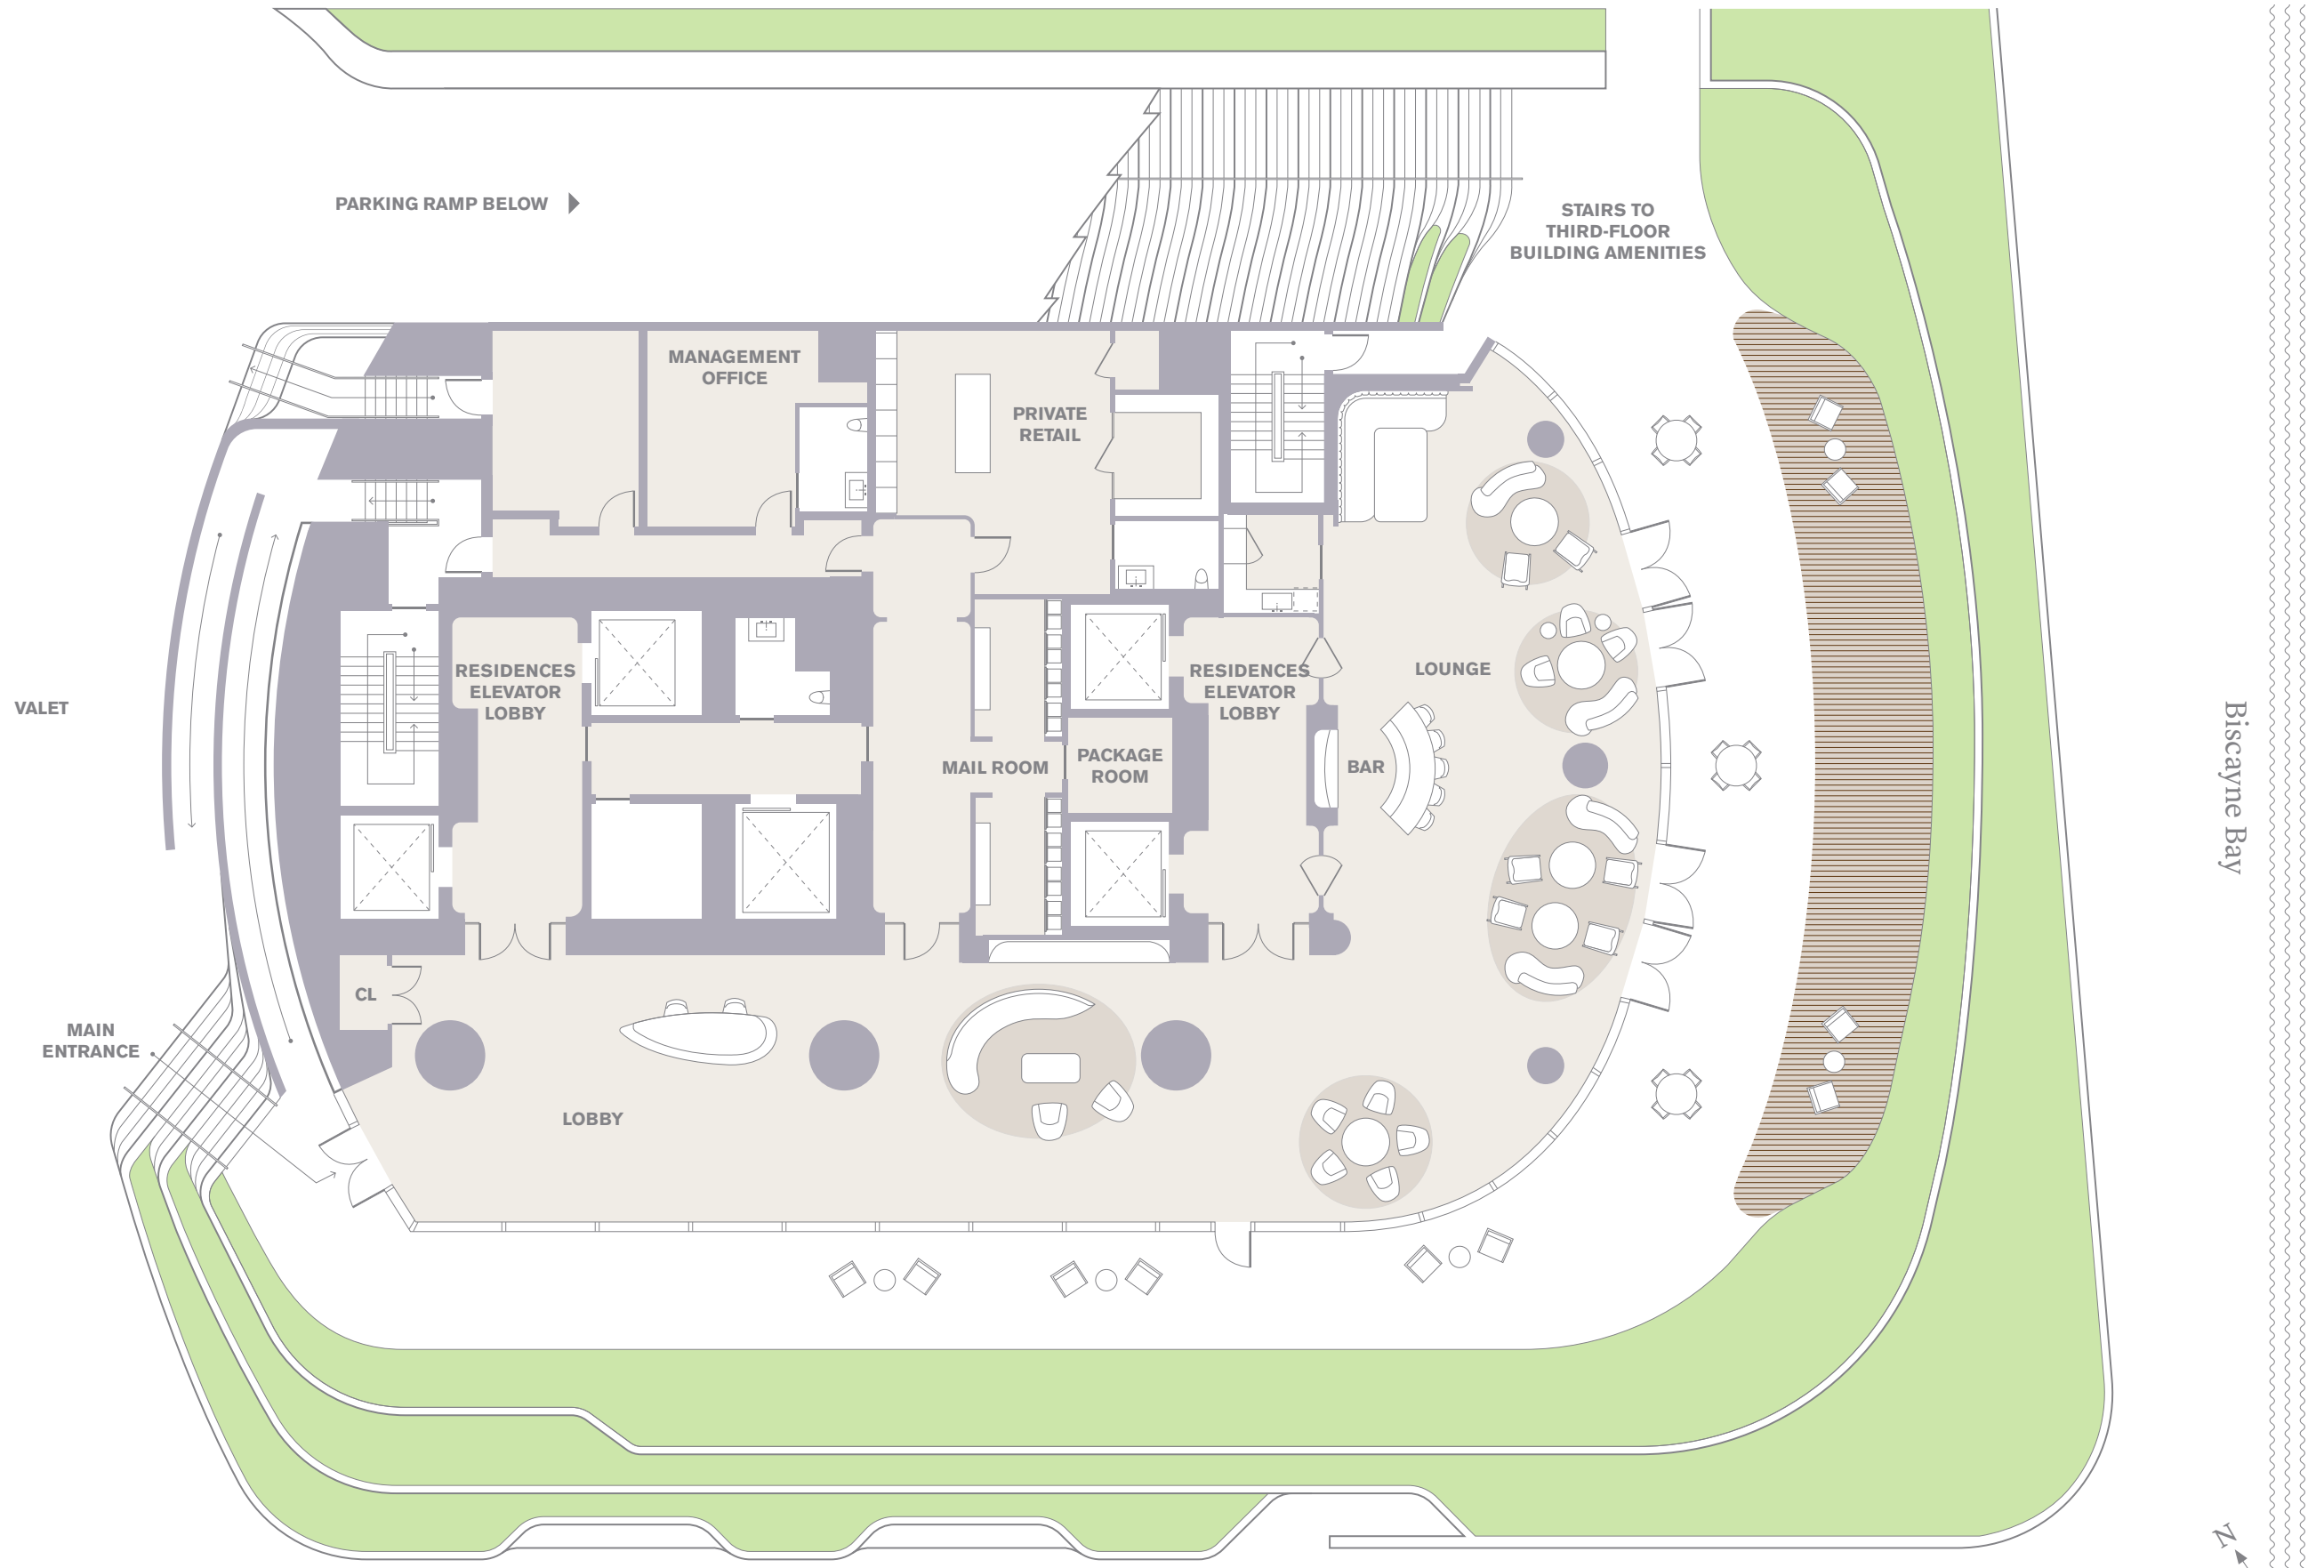 PARKING RAMP BELOW
STAIRS TO
THIRD-FLOOR
BUILDING AMENITIES
MANAGEMENT
OFFICE
PRIVATE
RETAIL
RESIDENCES
ELEVATOR
LOBBY
RESIDENCES
ELEVATOR
LOBBY
LOUNGE
VALET
MAIL ROOM
PACKAGE
ROOM
BAR
Biscayne Bay
CL
MAIN
ENTRANCE
LOBBY
N